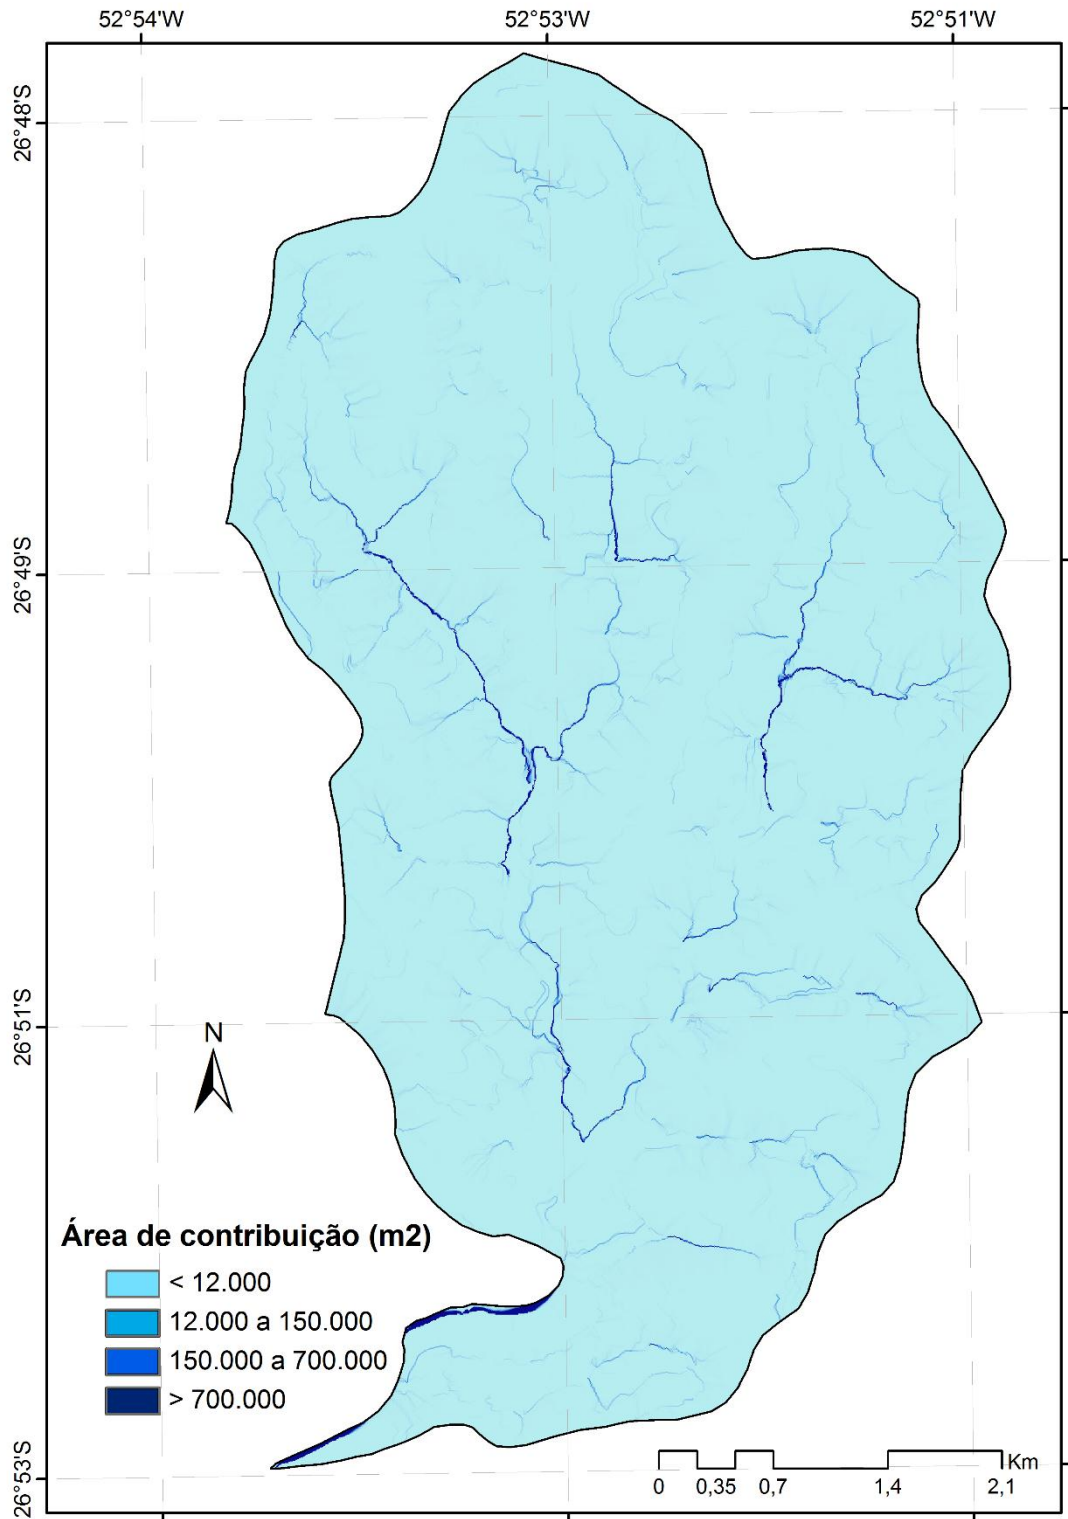 52°54'W
52°53'W
52°51'W
26°48'S
26°49'S
26°51'S
26°53'S
N
Área de contribuição (m2)
< 12.000
12.000 a 150.000
150.000 a 700.000
> 700.000
Km
0 0,35 0,7 1,4 2,1